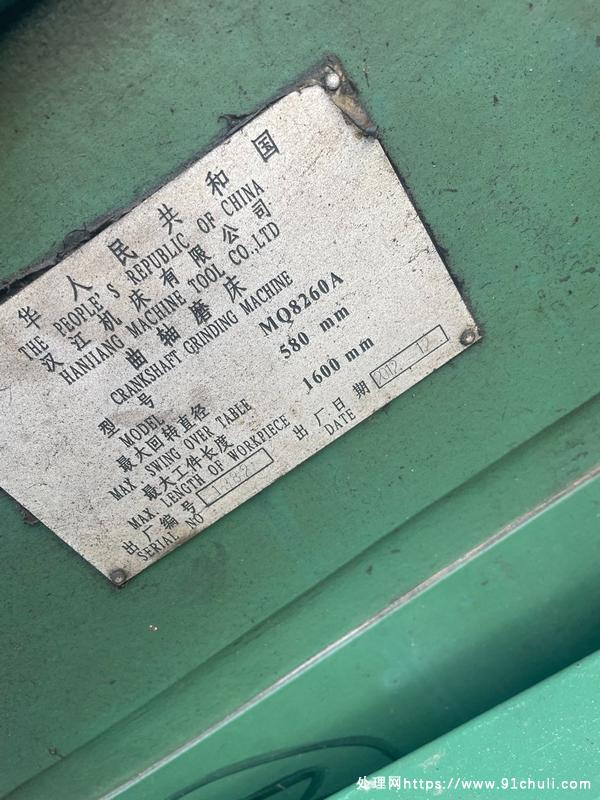 华人民共和国
THE PEOPLE'S REPUBLIC OF CHINA
汉江机床有限公司
HANJIANG MACHINE TOOL CO.,LTD
曲轴磨床
CRANKSHAFT GRINDING MACHINE
型号 MQ8260A
MODEL
最大回转直径 580 mm
MAX. SWING OVER TABLE
最大工件长度 1600 mm
MAX. LENGTH OF WORKPIECE
出厂编号 出厂日期
SERIAL NO DATE
处理网https://www.91chuli.com